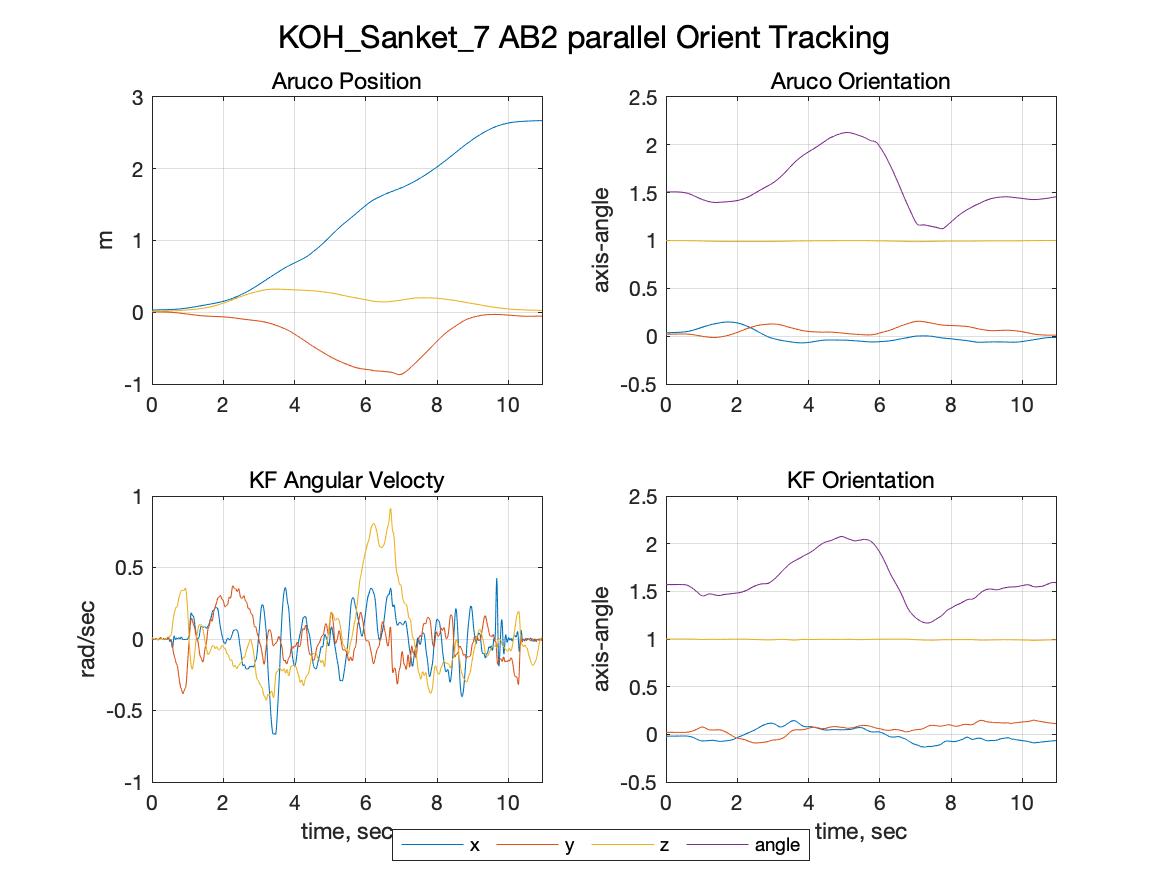 KOH_Sanket_7 AB2 parallel Orient Tracking
Aruco Position
3
2
1
0
-1
m
0 2 4 6 8 10
Aruco Orientation
2.5
2
1.5
1
0.5
0
-0.5
axis-angle
0 2 4 6 8 10
KF Angular Velocty
1
0.5
0
-0.5
-1
rad/sec
0 2 4 6 8 10
time, sec
KF Orientation
2.5
2
1.5
1
0.5
0
-0.5
axis-angle
0 2 4 6 8 10
time, sec
x y z angle